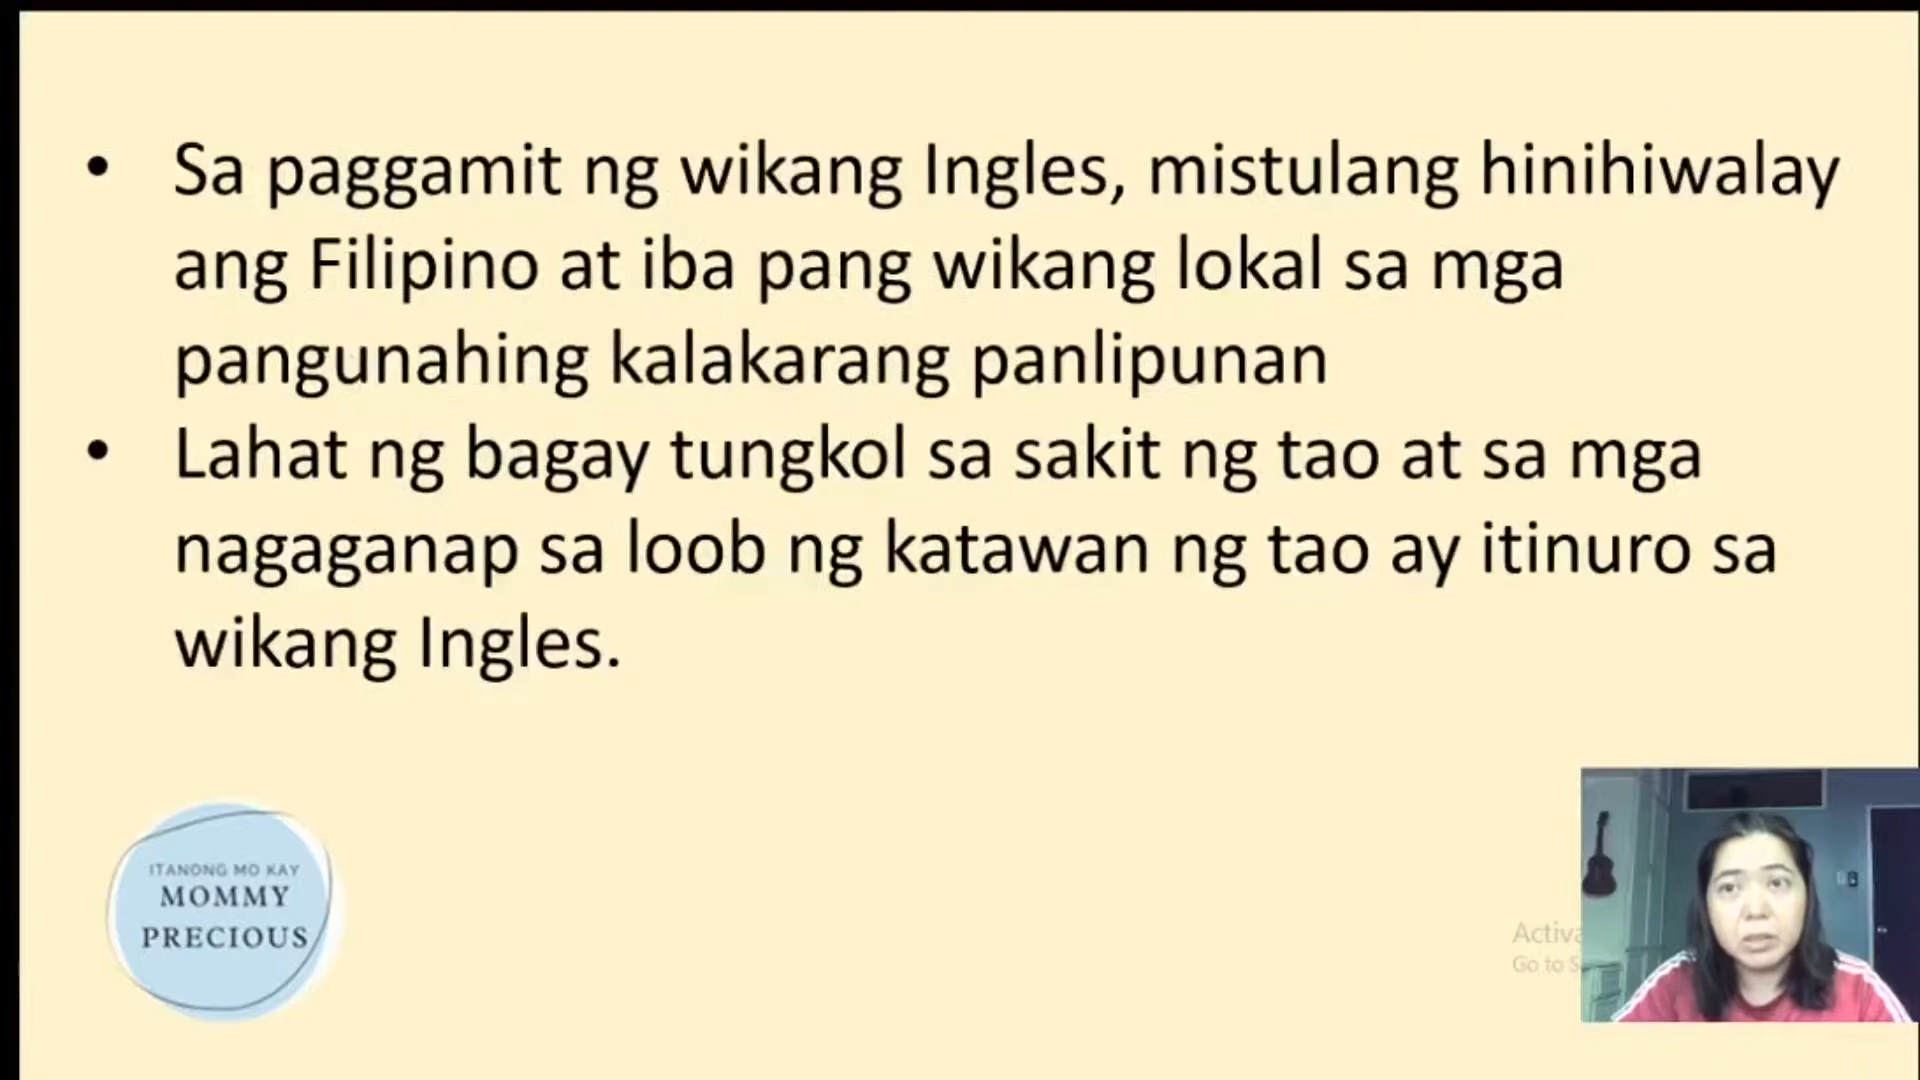 • Sa paggamit ng wikang Ingles, mistulang hinihiwalay
ang Filipino at iba pang wikang lokal sa mga
pangunahing kalakarang panlipunan
• Lahat ng bagay tungkol sa sakit ng tao at sa mga
nagaganap sa loob ng katawan ng tao ay itinuro sa
wikang Ingles.
ITANONG MO KAY
MOMMY
PRECIOUS
Go to